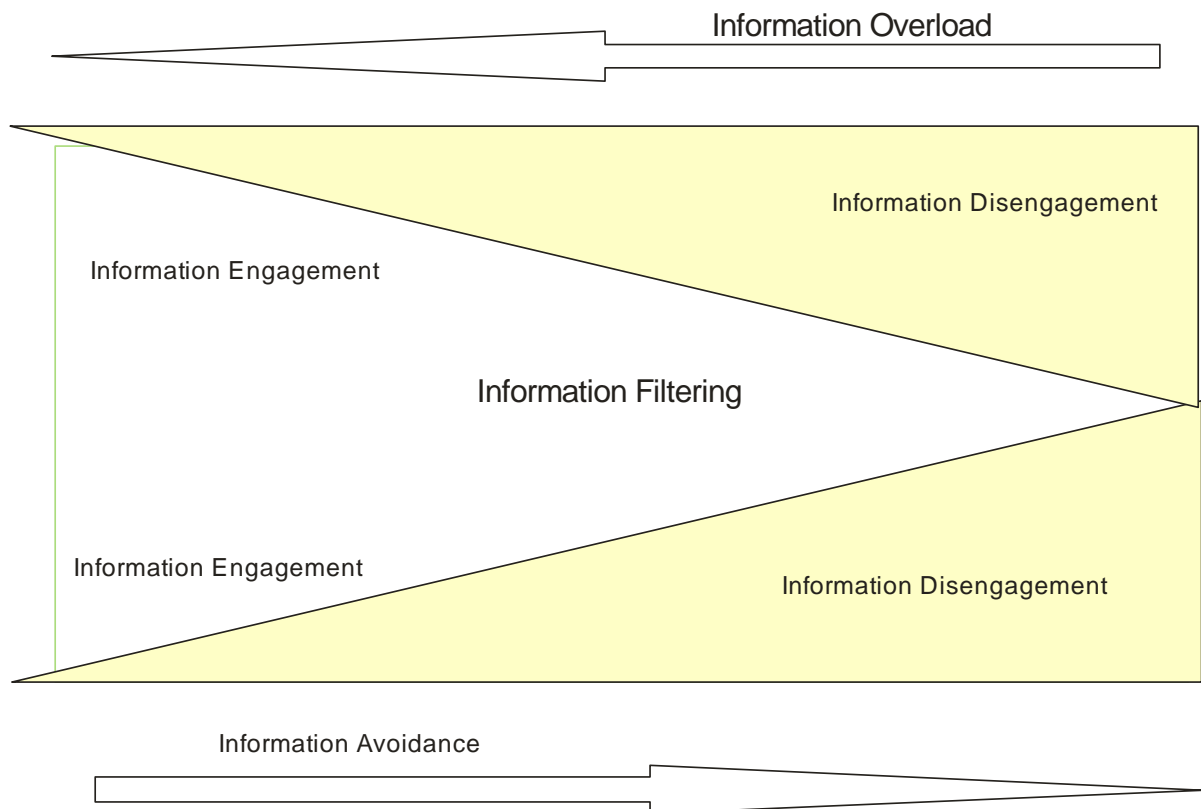 Information Overload
Information Disengagement
Information Engagement
Information Filtering
Information Engagement
Information Disengagement
Information Avoidance